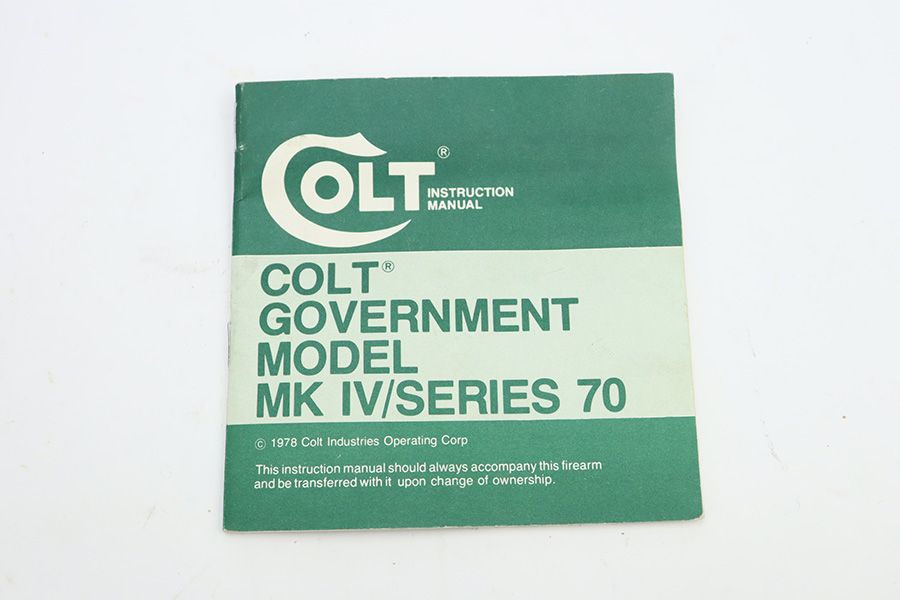 COLT®
INSTRUCTION
MANUAL
COLT®
GOVERNMENT
MODEL
MK IV/SERIES 70
© 1978 Colt Industries Operating Corp
This instruction manual should always accompany this firearm
and be transferred with it upon change of ownership.